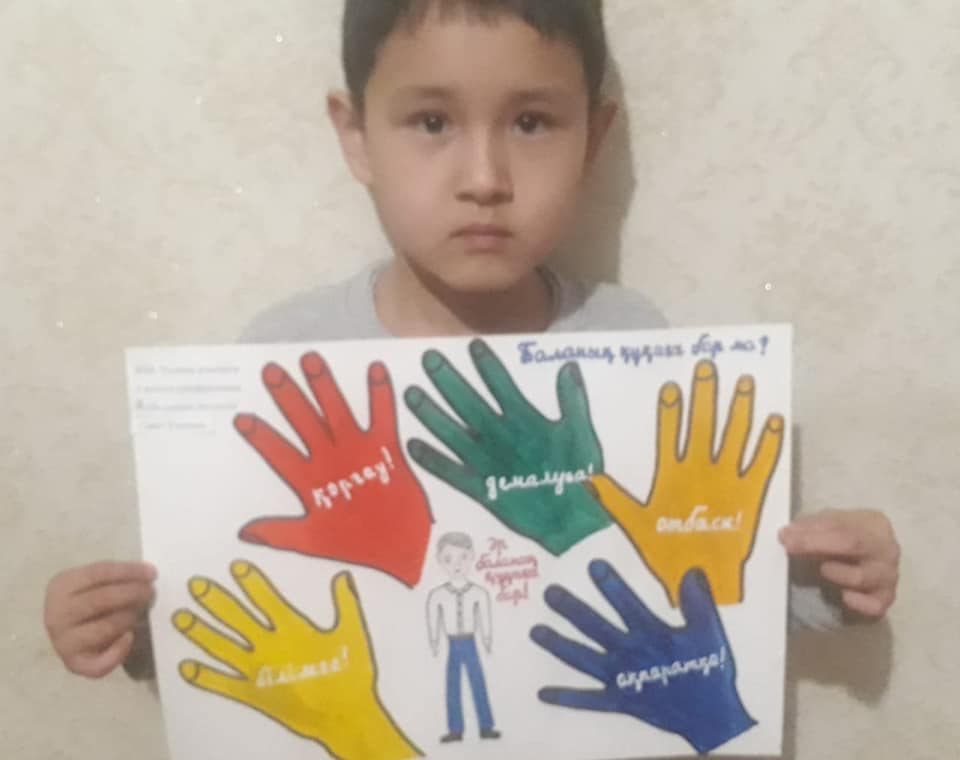 Баланың құқығы бар ма?
қорғау!
демалуға!
отбасы!
Әр
баланың
құқығы
бар!
білімге!
ақпаратқа!